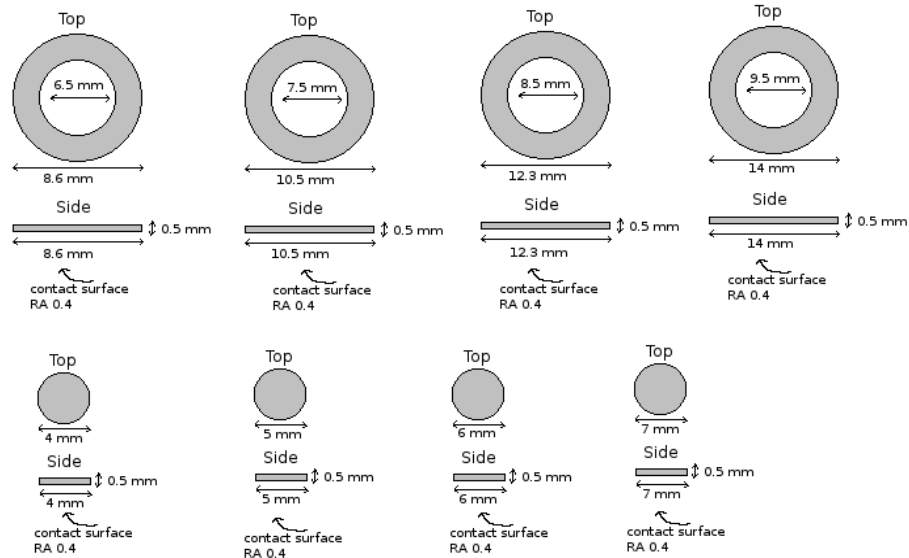 Top
6.5 mm
8.6 mm
Side
0.5 mm
8.6 mm
contact surface
RA 0.4
Top
7.5 mm
10.5 mm
Side
0.5 mm
10.5 mm
contact surface
RA 0.4
Top
8.5 mm
12.3 mm
Side
0.5 mm
12.3 mm
contact surface
RA 0.4
Top
9.5 mm
14 mm
Side
0.5 mm
14 mm
contact surface
RA 0.4
Top
4 mm
Side
0.5 mm
4 mm
contact surface
RA 0.4
Top
5 mm
Side
0.5 mm
5 mm
contact surface
RA 0.4
Top
6 mm
Side
0.5 mm
6 mm
contact surface
RA 0.4
Top
7 mm
Side
0.5 mm
7 mm
contact surface
RA 0.4